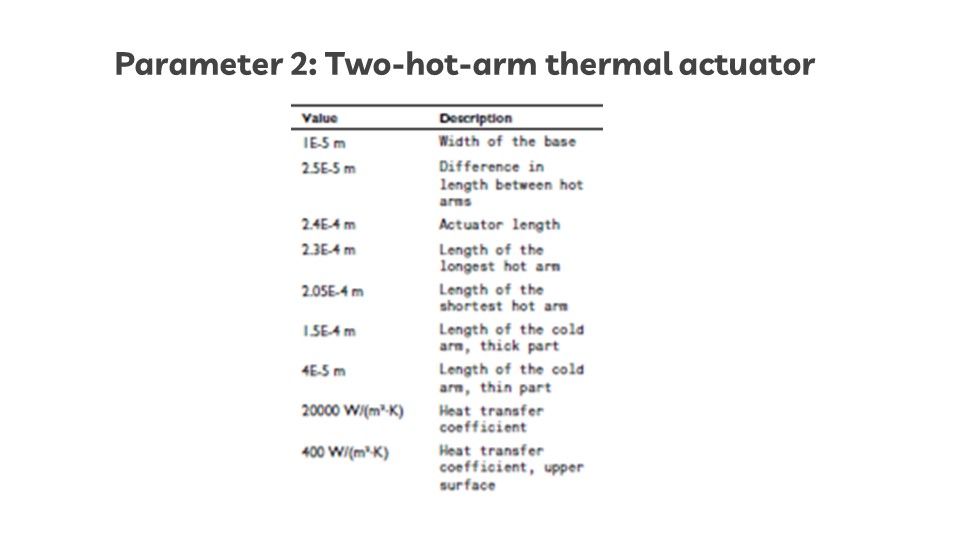 Parameter 2: Two-hot-arm thermal actuator
Value Description
1E-5 m Width of the base
2.5E-5 m Difference in
length between hot
arms
2.4E-4 m Actuator length
2.3E-4 m Length of the
longest hot arm
2.05E-4 m Length of the
shortest hot arm
1.5E-4 m Length of the cold
arm, thick part
4E-5 m Length of the cold
arm, thin part
20000 W/(m²·K) Heat transfer
coefficient
400 W/(m²·K) Heat transfer
coefficient, upper
surface